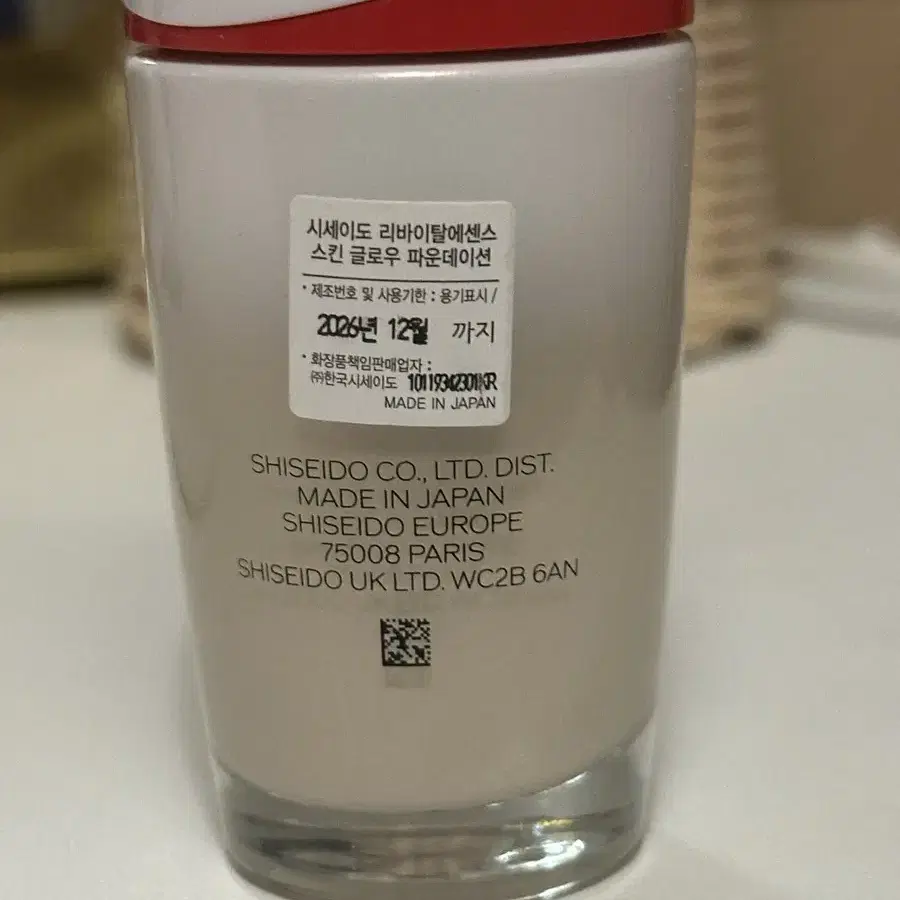 시세이도 리바이탈에센스
스킨 글로우 파운데이션
• 제조번호 및 사용기한 : 용기표시 /
2026년 12월 까지
• 화장품책임판매업자 :
㈜한국시세이도 10119342301KR
MADE IN JAPAN
SHISEIDO CO., LTD. DIST.
MADE IN JAPAN
SHISEIDO EUROPE
75008 PARIS
SHISEIDO UK LTD. WC2B 6AN